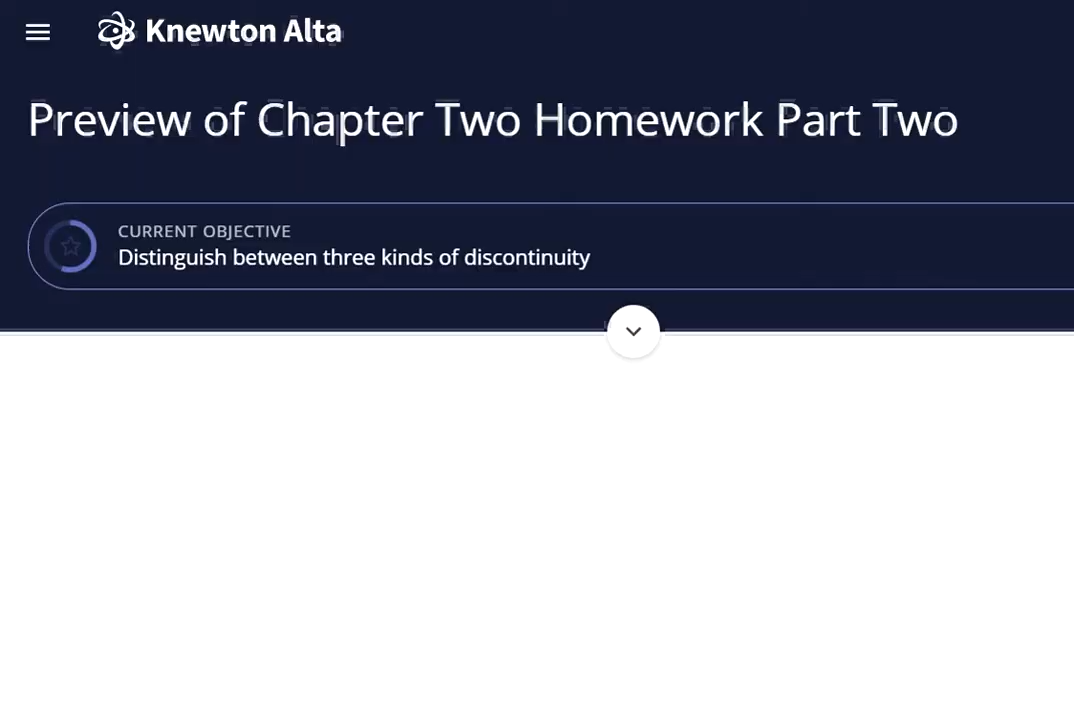 Knewton Alta
Preview of Chapter Two Homework Part Two
CURRENT OBJECTIVE
Distinguish between three kinds of discontinuity